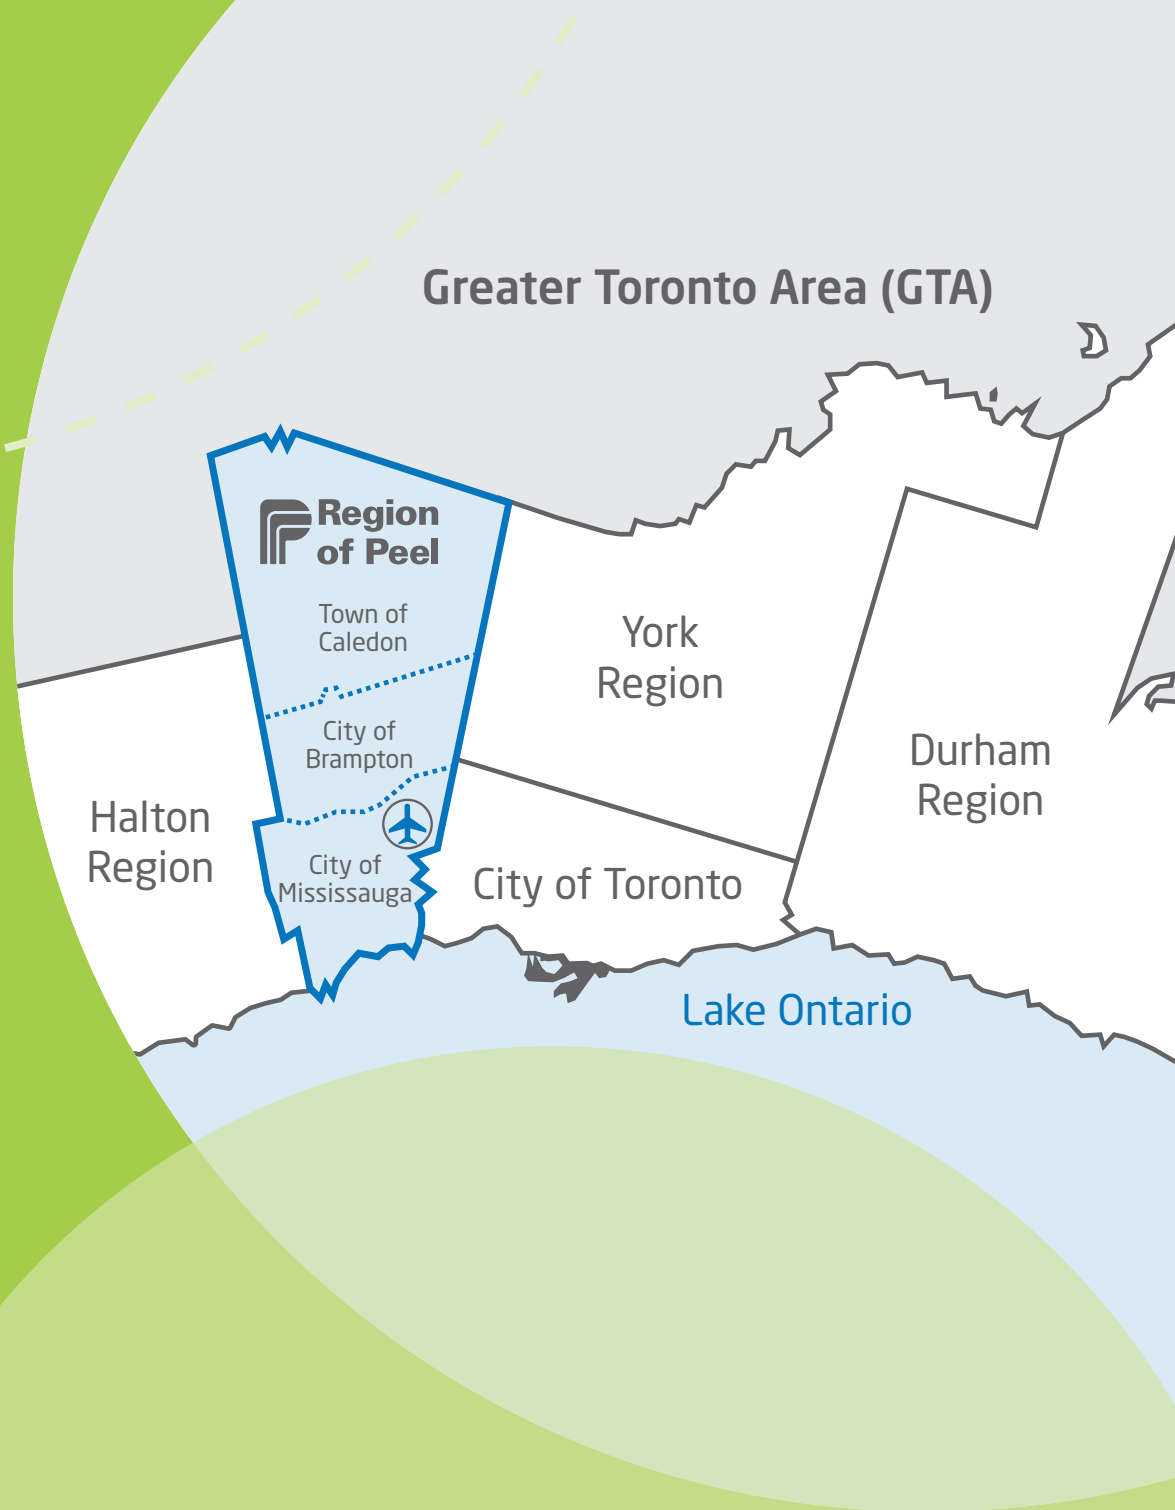 Greater Toronto Area (GTA)
Region
of Peel
Town of
Caledon
City of
Brampton
City of
Mississauga
Halton
Region
York
Region
City of Toronto
Durham
Region
Lake Ontario